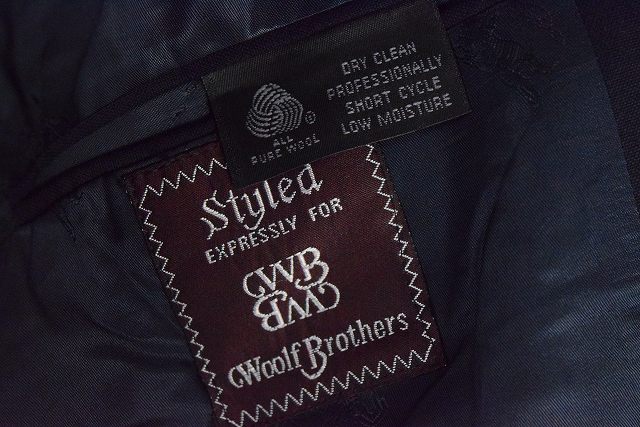 DRY CLEAN
PROFESSIONALLY
SHORT CYCLE
LOW MOISTURE
ALL
PURE WOOL
Styled
EXPRESSLY FOR
WB
WB
Woolf Brothers